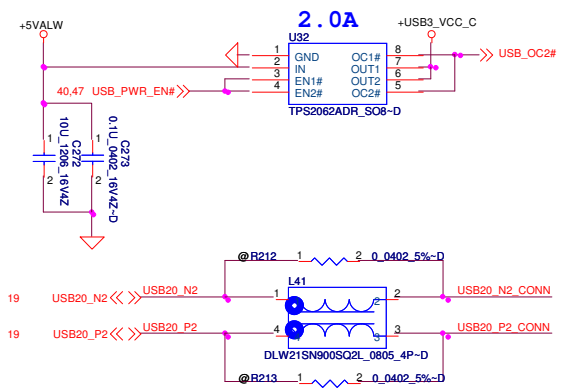 2.0A
+5VALW
+USB3_VCC_C
U32
1 GND OC1# 8
2 IN OUT1 7
3 EN1# OUT2 6
4 EN2# OC2# 5
USB_OC2#
40,47 USB_PWR_EN#
TPS2062ADR_SO8~D
1
2
C272
10U_1206_16V4Z
1
2
C273
0.1U_0402_16V4Z~D
@R212 1 2 0_0402_5%~D
L41
19 USB20_N2 USB20_N2 1 2 2 USB20_N2_CONN
19 USB20_P2 USB20_P2 4 3 3 USB20_P2_CONN
DLW21SN900SQ2L_0805_4P~D
@R213 1 2 0_0402_5%~D